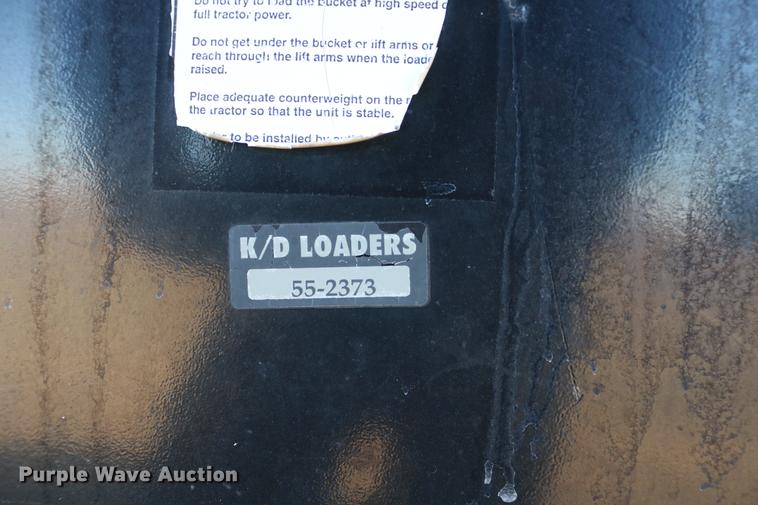 Do not try to load the bucket at high speed
full tractor power.
Do not get under the bucket or lift arms or
reach through the lift arms when the
raised.
Place adequate counterweight on the
the tractor so that the unit is stable.
to be installed by
K/D LOADERS
55-2373
Purple Wave Auction